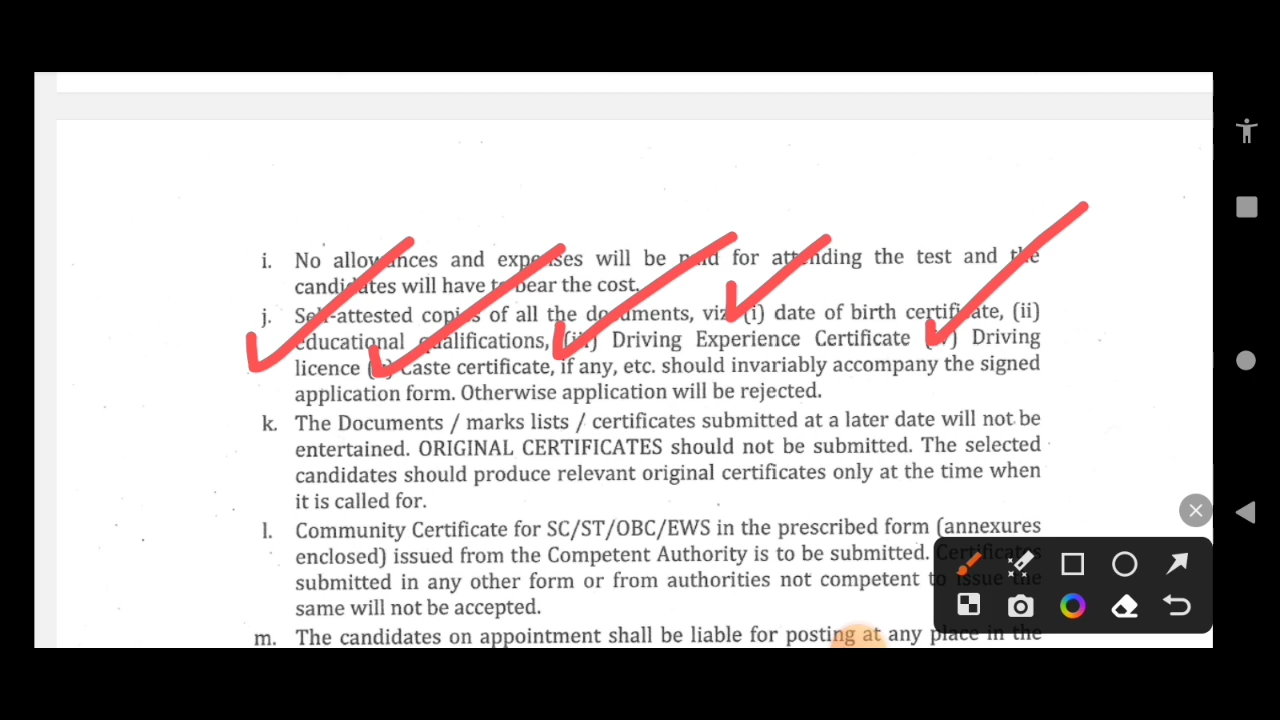 i. No allowances and expenses will be paid for attending the test and the
candidates will have to bear the cost.
j. Self-attested copies of all the documents, viz (i) date of birth certificate, (ii)
educational qualifications, (iii) Driving Experience Certificate (iv) Driving
licence (v) Caste certificate, if any, etc. should invariably accompany the signed
application form. Otherwise application will be rejected.
k. The Documents / marks lists / certificates submitted at a later date will not be
entertained. ORIGINAL CERTIFICATES should not be submitted. The selected
candidates should produce relevant original certificates only at the time when
it is called for.
l. Community Certificate for SC/ST/OBC/EWS in the prescribed form (annexures
enclosed) issued from the Competent Authority is to be submitted. Certificates
submitted in any other form or from authorities not competent to issue the
same will not be accepted.
m. The candidates on appointment shall be liable for posting at any place in the